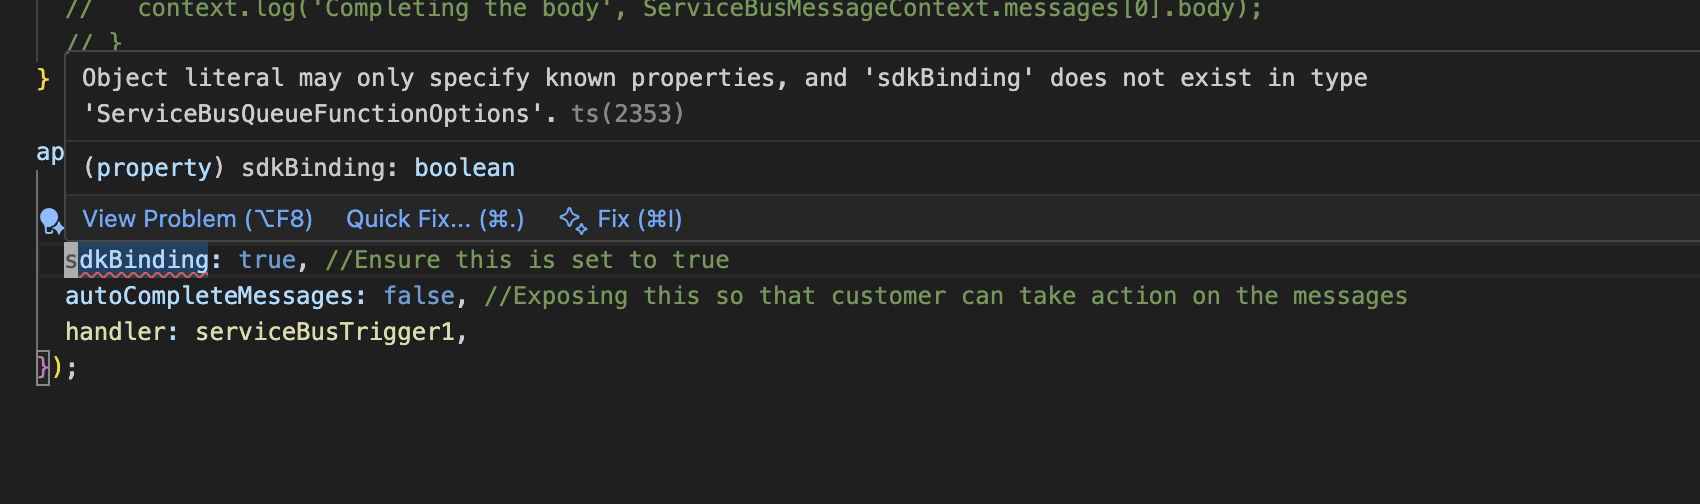 //   context.log('Completing the body', ServiceBusMessageContext.messages[0].body);
// }
}
Object literal may only specify known properties, and 'sdkBinding' does not exist in type
'ServiceBusQueueFunctionOptions'. ts(2353)
ap
(property) sdkBinding: boolean
View Problem (⌥F8) Quick Fix... (⌘.) Fix (⌘I)
sdkBinding: true, //Ensure this is set to true
autoCompleteMessages: false, //Exposing this so that customer can take action on the messages
handler: serviceBusTrigger1,
});